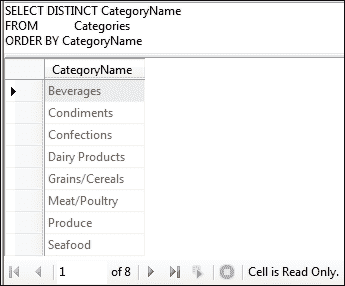 SELECT DISTINCT CategoryName
FROM Categories
ORDER BY CategoryName
CategoryName
Beverages
Condiments
Confections
Dairy Products
Grains/Cereals
Meat/Poultry
Produce
Seafood
1 of 8 Cell is Read Only.